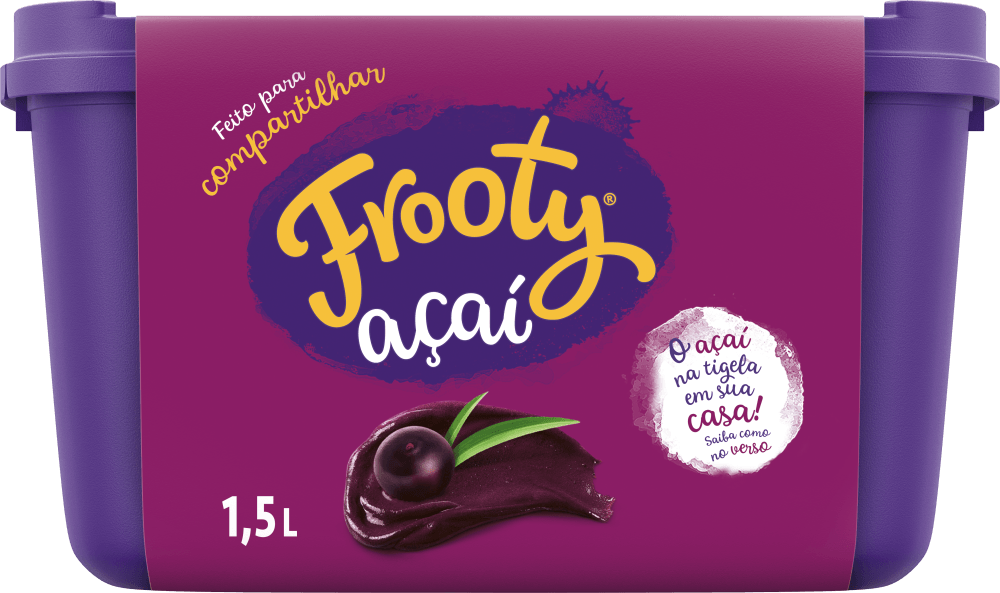 Feito para
compartilhar
Frooty®
açaí
O açaí
na tigela
em sua
casa!
Saiba como
no verso
1,5 L